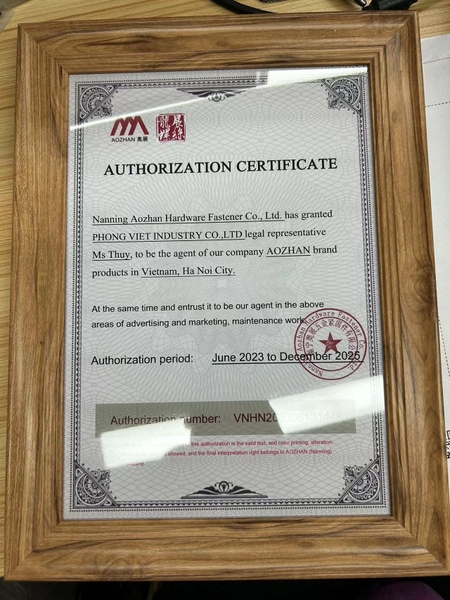 AOZHAN 奥展
AUTHORIZATION CERTIFICATE
Nanning Aozhan Hardware Fastener Co., Ltd. has granted
PHONG VIET INDUSTRY CO.,LTD legal representative
Ms Thuy, to be the agent of our company AOZHAN brand
products in Vietnam, Ha Noi City.
At the same time and entrust it to be our agent in the above
areas of advertising and marketing, maintenance work.
Authorization period: June 2023 to December 2025
Authorization number: VNHN20
this authorization is the valid text, and color printing, alteration
allowed, and the final interpretation right belongs to AOZHAN (Nanning)